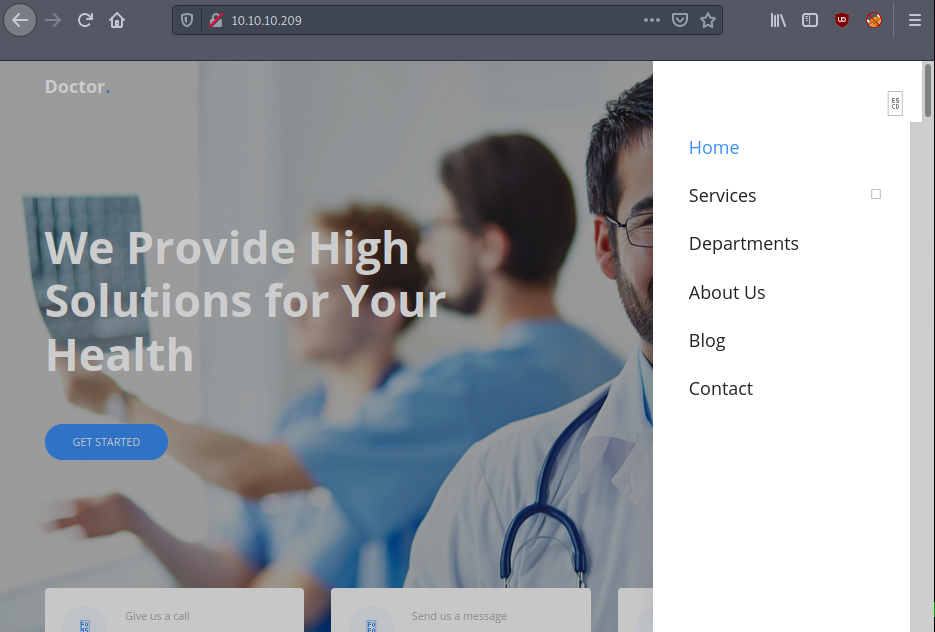 10.10.10.209
Doctor.
Home
Services
Departments
About Us
Blog
Contact
We Provide High
Solutions for Your
Health
GET STARTED
Give us a call
Send us a message